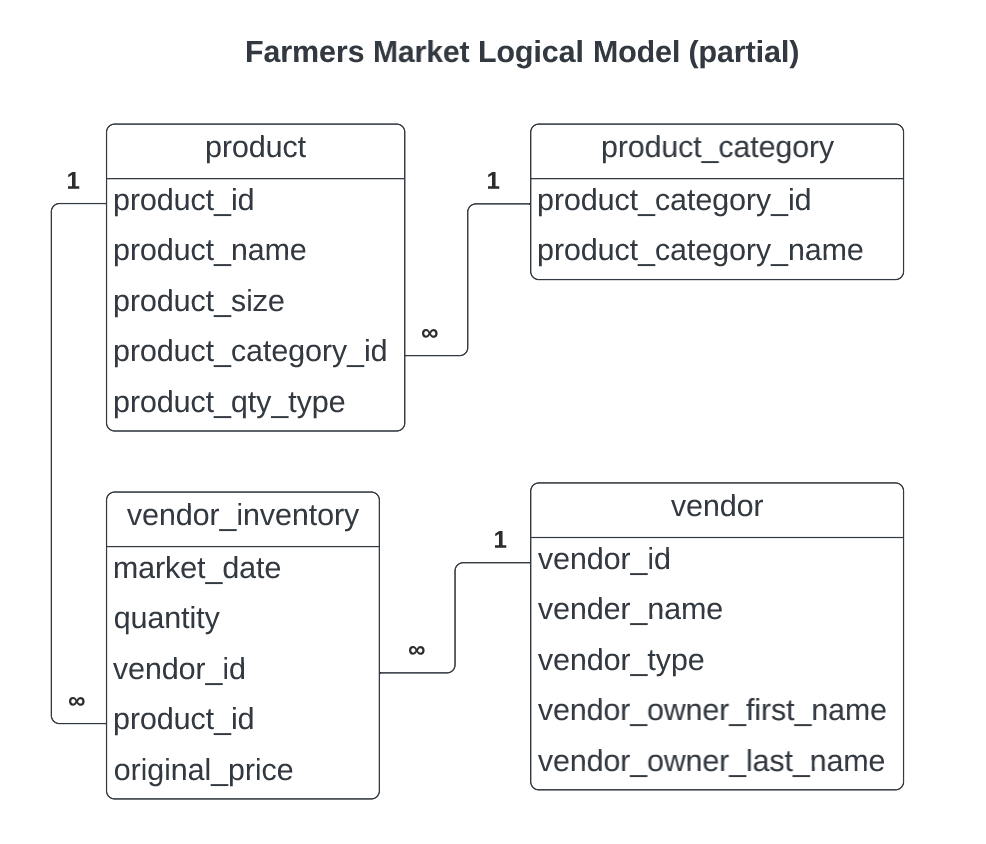 Farmers Market Logical Model (partial)
product
1
product_id
product_name
product_size
product_category_id
product_qty_type
product_category
1
product_category_id
product_category_name
∞
vendor_inventory
market_date
quantity
vendor_id
product_id
original_price
∞
∞
vendor
1
vendor_id
vender_name
vendor_type
vendor_owner_first_name
vendor_owner_last_name